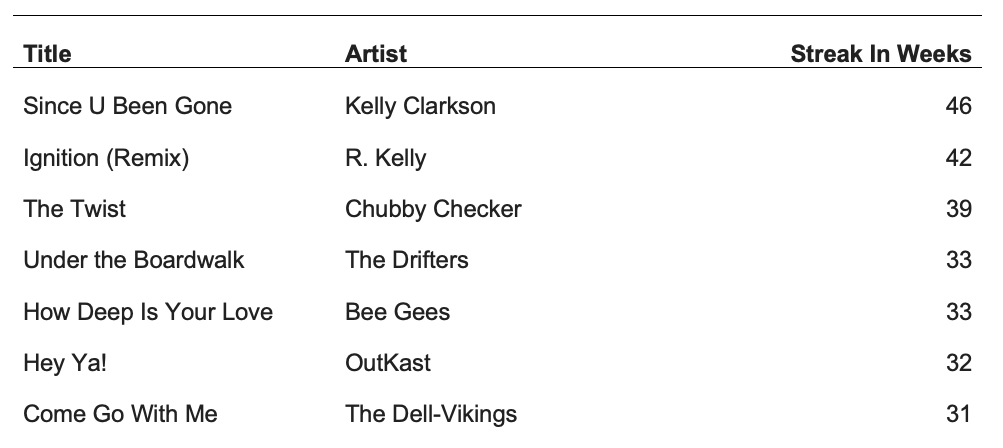 Title Artist Streak In Weeks
Since U Been Gone Kelly Clarkson 46
Ignition (Remix) R. Kelly 42
The Twist Chubby Checker 39
Under the Boardwalk The Drifters 33
How Deep Is Your Love Bee Gees 33
Hey Ya! OutKast 32
Come Go With Me The Dell-Vikings 31